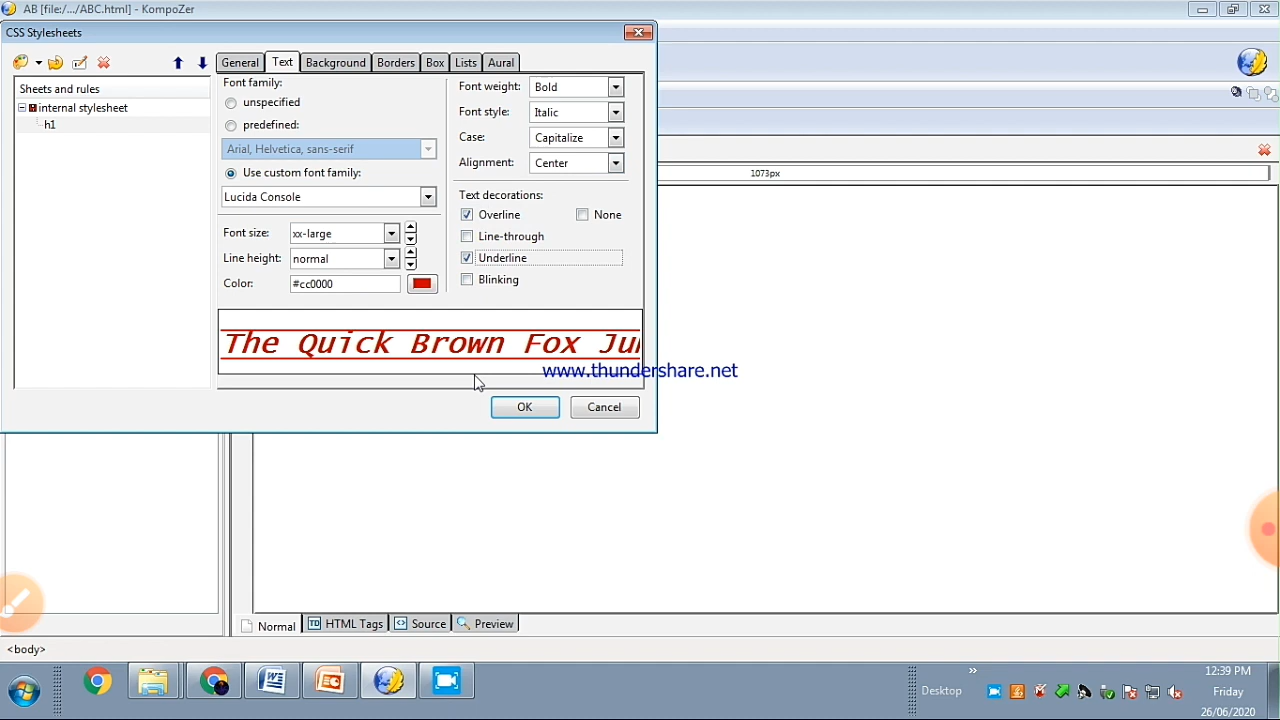 AB [file:/.../ABC.html] - KompoZer
CSS Stylesheets
General Text Background Borders Box Lists Aural
Sheets and rules
internal stylesheet
h1
Font family:
unspecified
predefined:
Arial, Helvetica, sans-serif
Use custom font family:
Lucida Console
Font size: xx-large
Line height: normal
Color: #cc0000
Font weight: Bold
Font style: Italic
Case: Capitalize
Alignment: Center
Text decorations:
Overline None
Line-through
Underline
Blinking
The Quick Brown Fox Ju
www.thundershare.net
OK Cancel
1073px
Normal HTML Tags Source Preview
<body>
Desktop
12:39 PM
Friday
26/06/2020